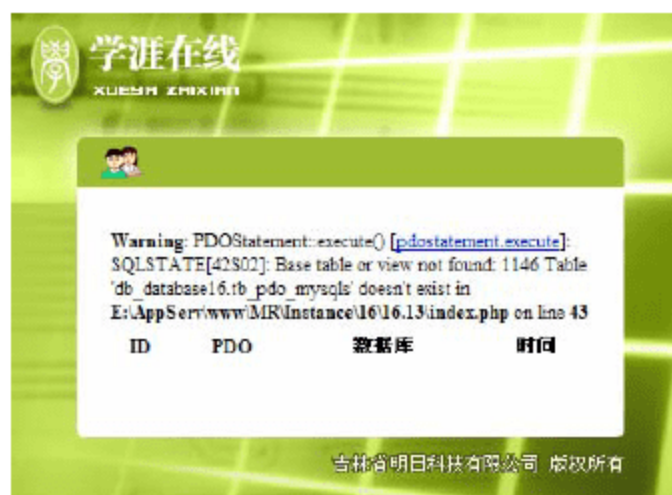 学涯在线
XUEYA ZAIXIAN
Warning: PDOStatement::execute() [pdostatement.execute]:
SQLSTATE[42S02]: Base table or view not found: 1146 Table
'db_database16.tb_pdo_mysqls' doesn't exist in
E:\AppServ\www\MR\Instance\16\16.13\index.php on line 43
ID PDO 数据库 时间
吉林省明日科技有限公司 版权所有